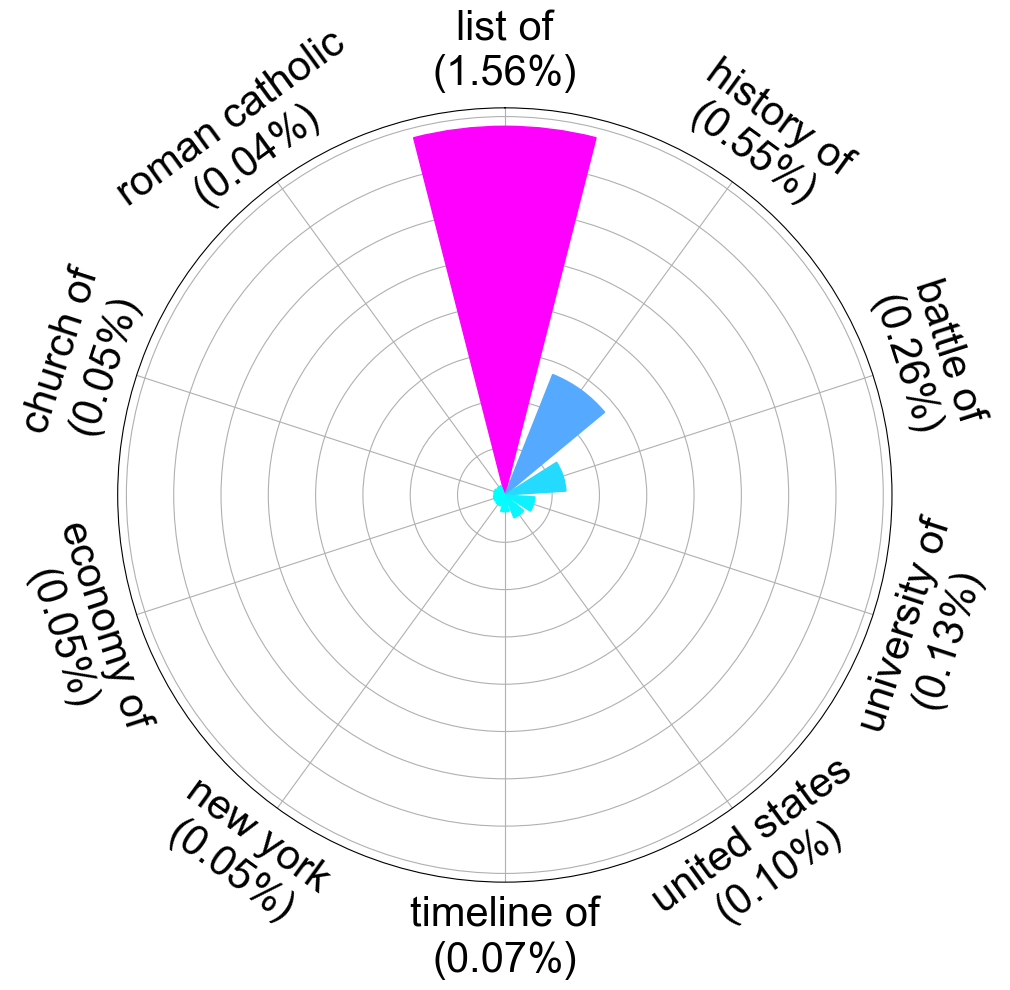 list of
(1.56%)
history of
(0.55%)
battle of
(0.26%)
university of
(0.13%)
united states
(0.10%)
timeline of
(0.07%)
new york
(0.05%)
economy of
(0.05%)
church of
(0.05%)
roman catholic
(0.04%)